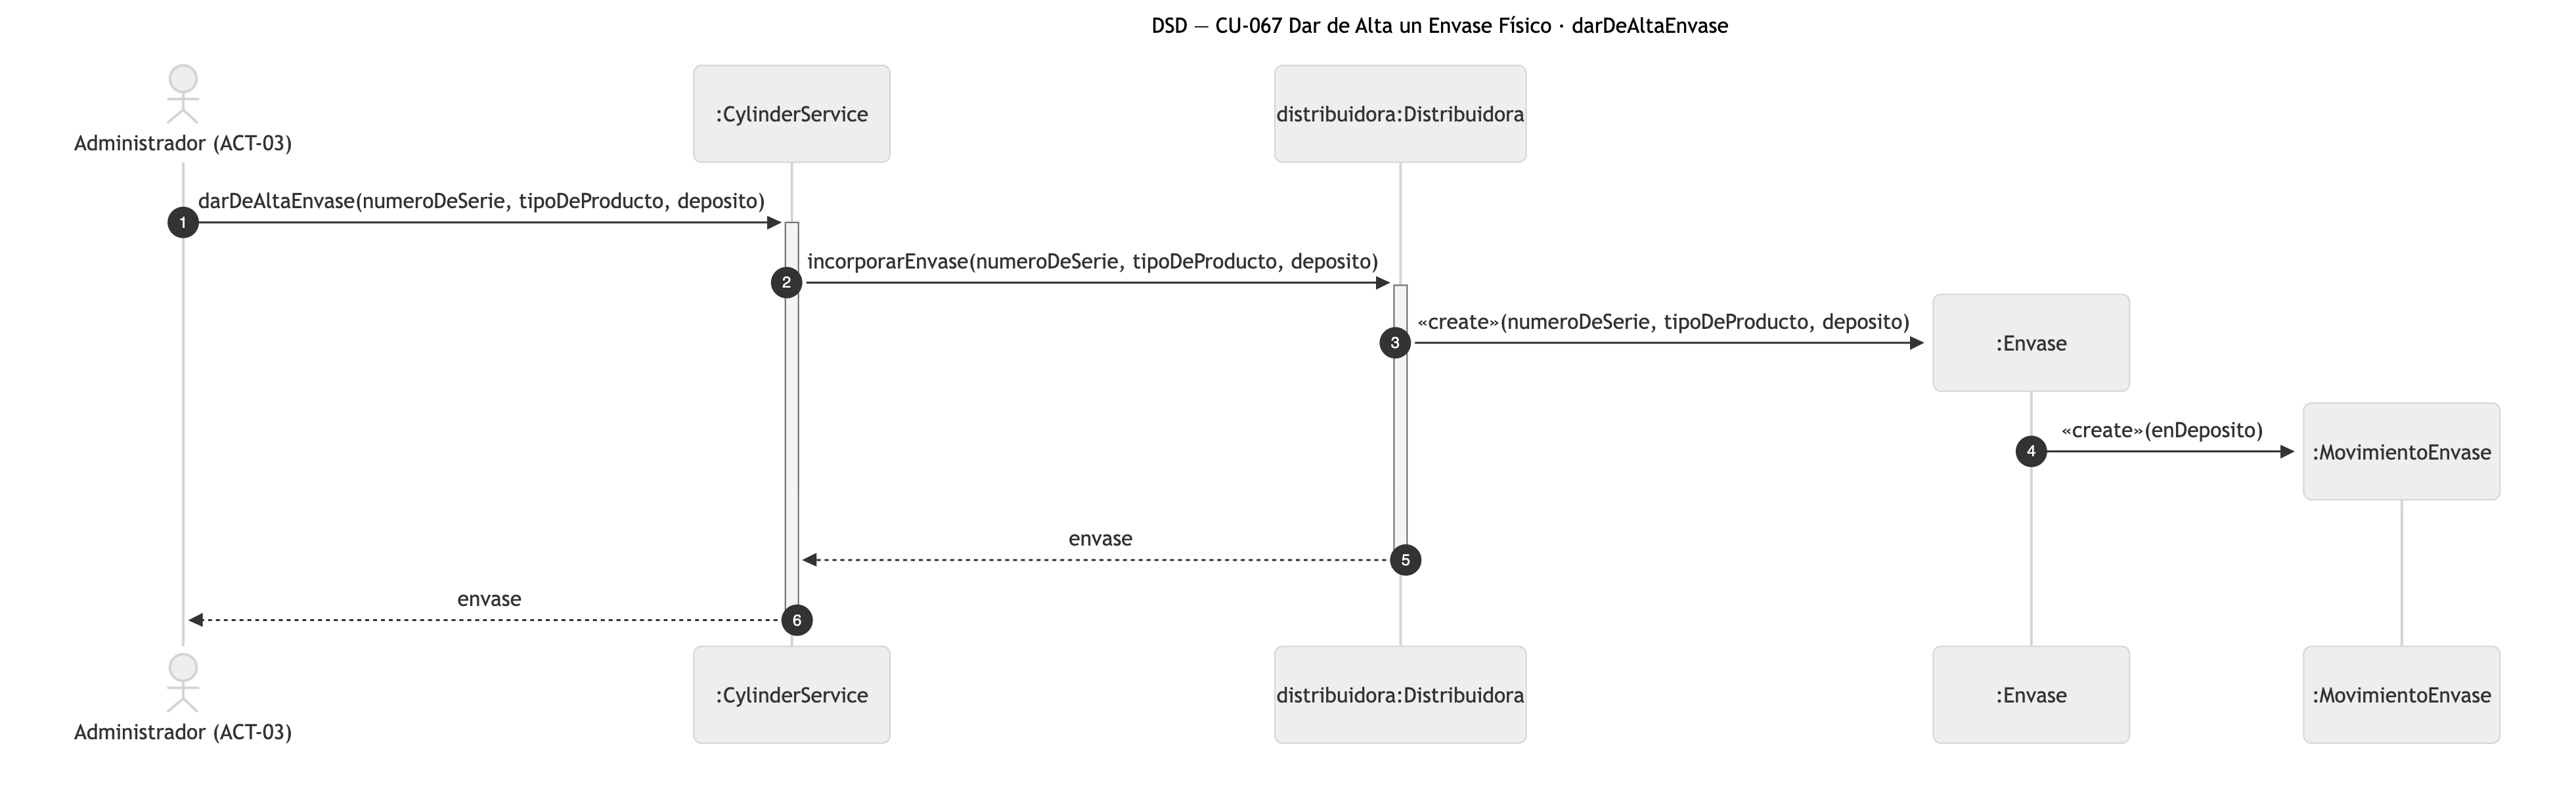 DSD — CU-067 Dar de Alta un Envase Físico · darDeAltaEnvase
Administrador (ACT-03)
:CylinderService
distribuidora:Distribuidora
darDeAltaEnvase(numeroDeSerie, tipoDeProducto, deposito)
1
incorporarEnvase(numeroDeSerie, tipoDeProducto, deposito)
2
«create»(numeroDeSerie, tipoDeProducto, deposito)
3
:Envase
«create»(enDeposito)
4
:MovimientoEnvase
envase
5
envase
6
Administrador (ACT-03)
:CylinderService
distribuidora:Distribuidora
:Envase
:MovimientoEnvase